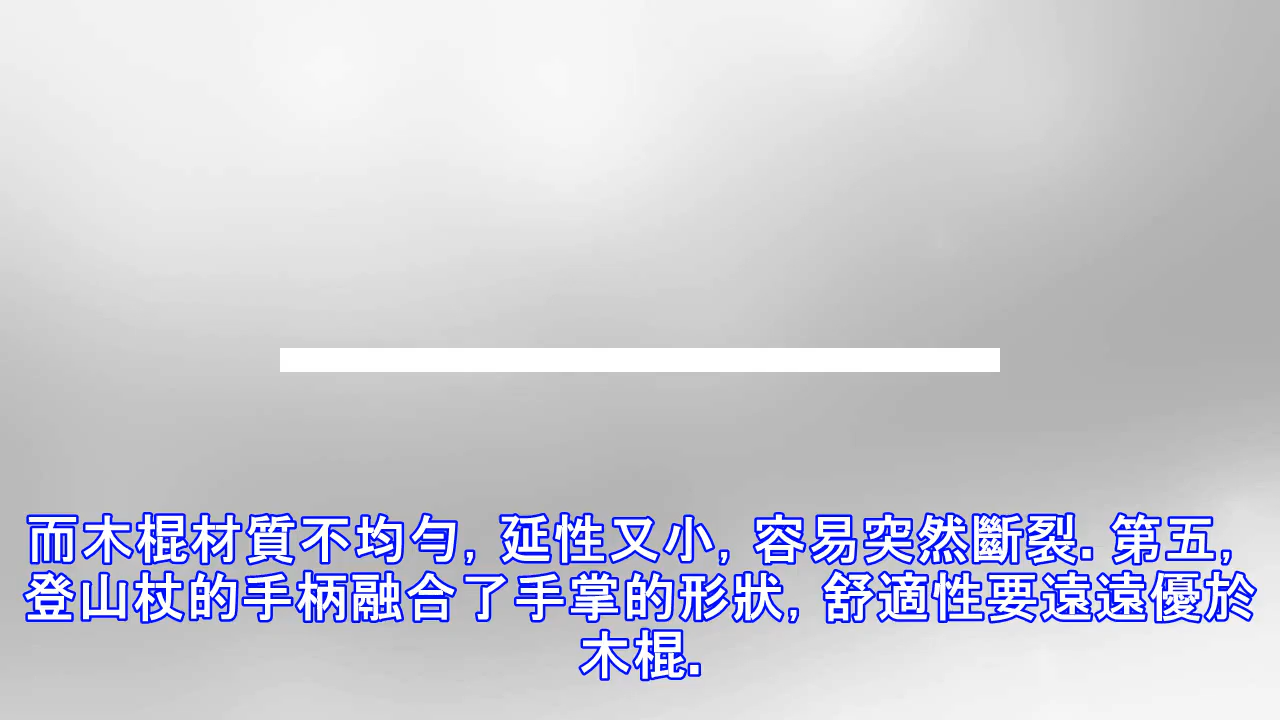 而木棍材質不均勻, 延性又小, 容易突然斷裂. 第五,
登山杖的手柄融合了手掌的形狀, 舒適性要遠遠優於
木棍.